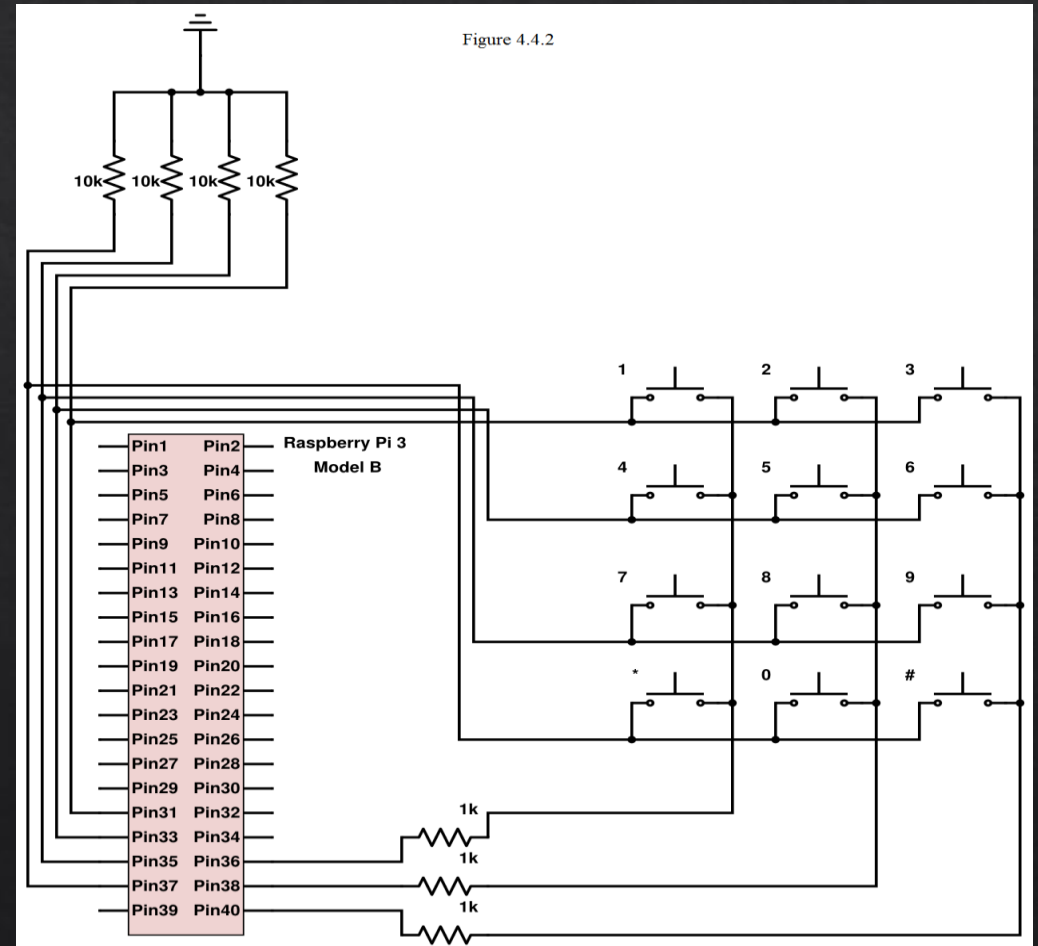 Figure 4.4.2
10k 10k 10k 10k
1 2 3
Raspberry Pi 3
Model B
4 5 6
7 8 9
* 0 #
Pin1 Pin2
Pin3 Pin4
Pin5 Pin6
Pin7 Pin8
Pin9 Pin10
Pin11 Pin12
Pin13 Pin14
Pin15 Pin16
Pin17 Pin18
Pin19 Pin20
Pin21 Pin22
Pin23 Pin24
Pin25 Pin26
Pin27 Pin28
Pin29 Pin30
Pin31 Pin32
Pin33 Pin34
Pin35 Pin36
Pin37 Pin38
Pin39 Pin40
1k
1k
1k